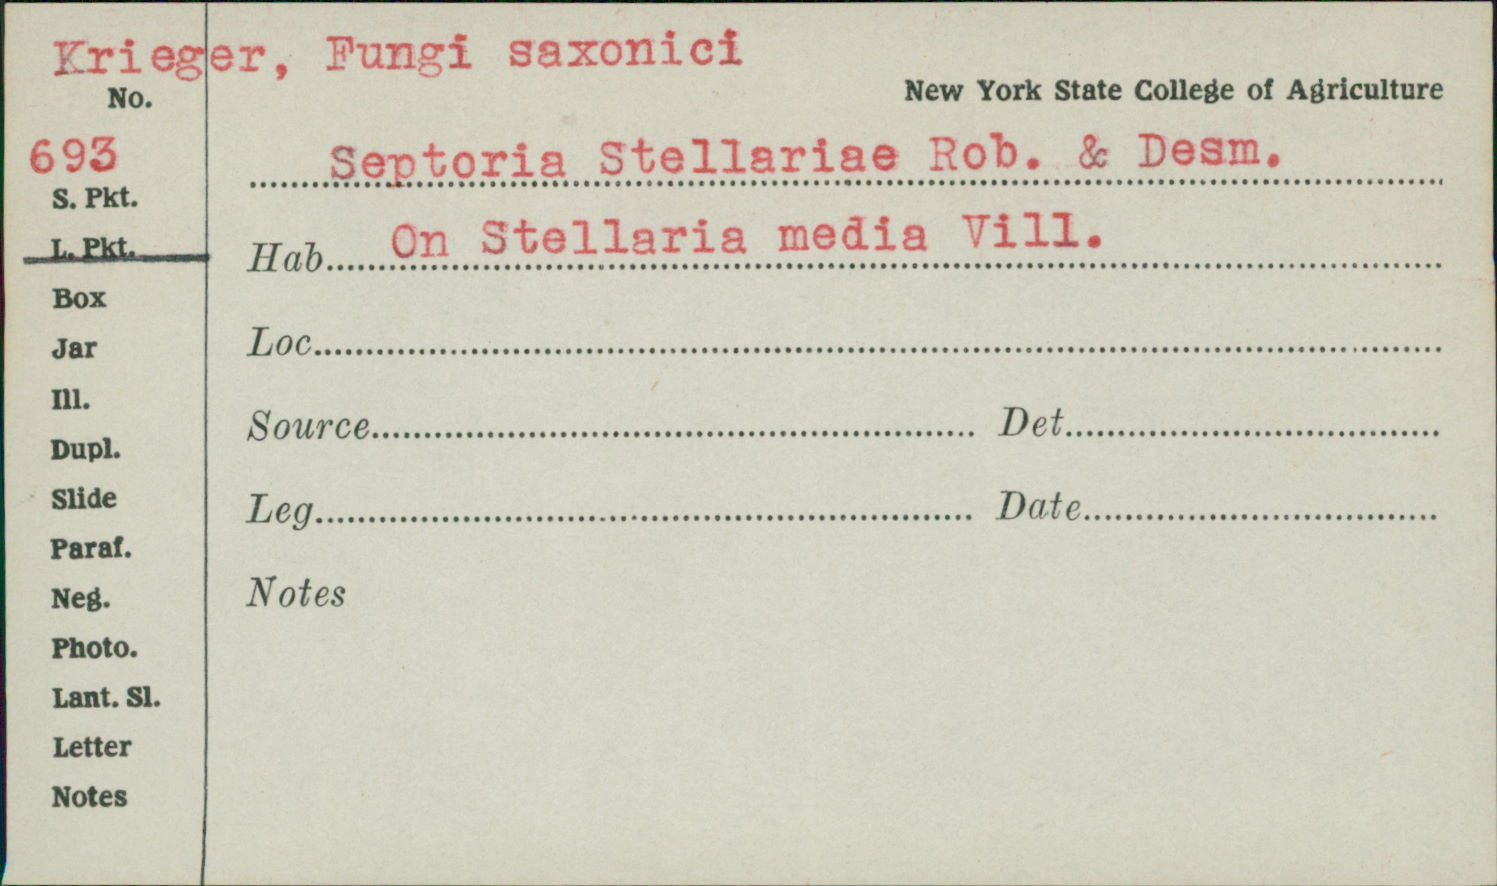 Krieger, Fungi saxonici
No.
New York State College of Agriculture
693
Septoria Stellariae Rob. & Desm.
S. Pkt.
L. Pkt.
Hab. On Stellaria media Vill.
Box
Jar
Loc.
Ill.
Source
Det.
Dupl.
Slide
Leg.
Date
Paraf.
Neg.
Notes
Photo.
Lant. Sl.
Letter
Notes